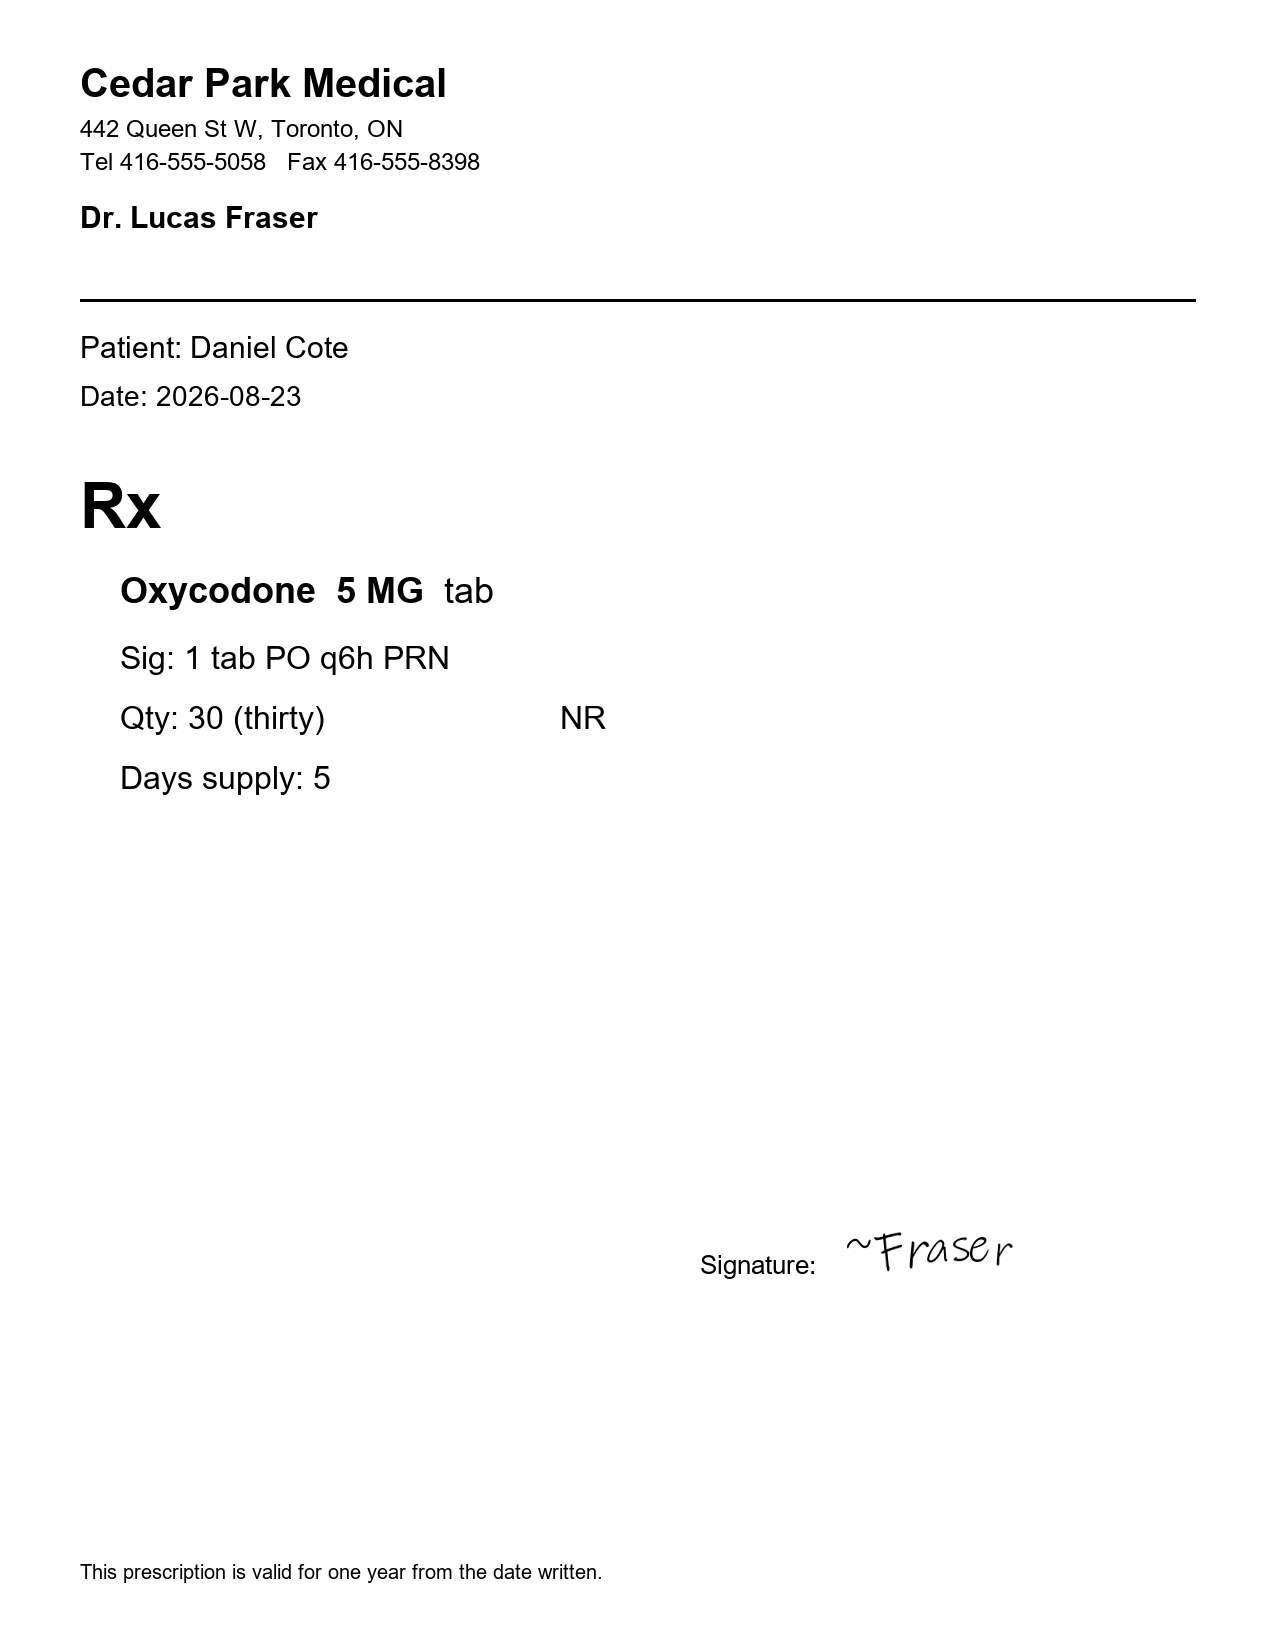 Cedar Park Medical
442 Queen St W, Toronto, ON
Tel 416-555-5058 Fax 416-555-8398
Dr. Lucas Fraser
Patient: Daniel Cote
Date: 2026-08-23
Rx
Oxycodone 5 MG tab
Sig: 1 tab PO q6h PRN
Qty: 30 (thirty) NR
Days supply: 5
Signature: ~Fraser
This prescription is valid for one year from the date written.